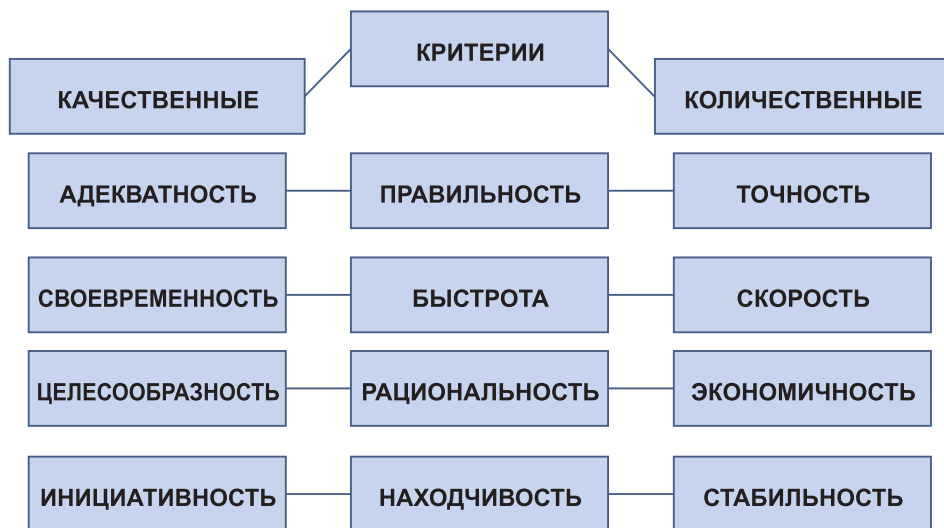 КРИТЕРИИ
КАЧЕСТВЕННЫЕ
КОЛИЧЕСТВЕННЫЕ
АДЕКВАТНОСТЬ
ПРАВИЛЬНОСТЬ
ТОЧНОСТЬ
СВОЕВРЕМЕННОСТЬ
БЫСТРОТА
СКОРОСТЬ
ЦЕЛЕСООБРАЗНОСТЬ
РАЦИОНАЛЬНОСТЬ
ЭКОНОМИЧНОСТЬ
ИНИЦИАТИВНОСТЬ
НАХОДЧИВОСТЬ
СТАБИЛЬНОСТЬ